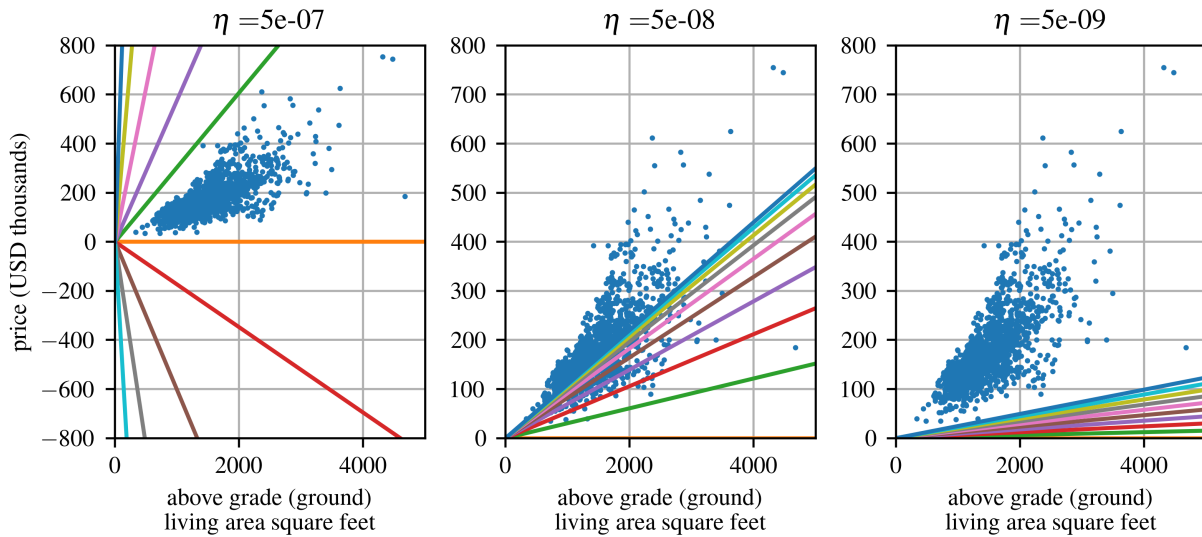 η =5e-07
η =5e-08
η =5e-09
price (USD thousands)
800
600
400
200
0
−200
−400
−600
−800
0 2000 4000
above grade (ground)
living area square feet
800
700
600
500
400
300
200
100
0
0 2000 4000
above grade (ground)
living area square feet
800
700
600
500
400
300
200
100
0
0 2000 4000
above grade (ground)
living area square feet